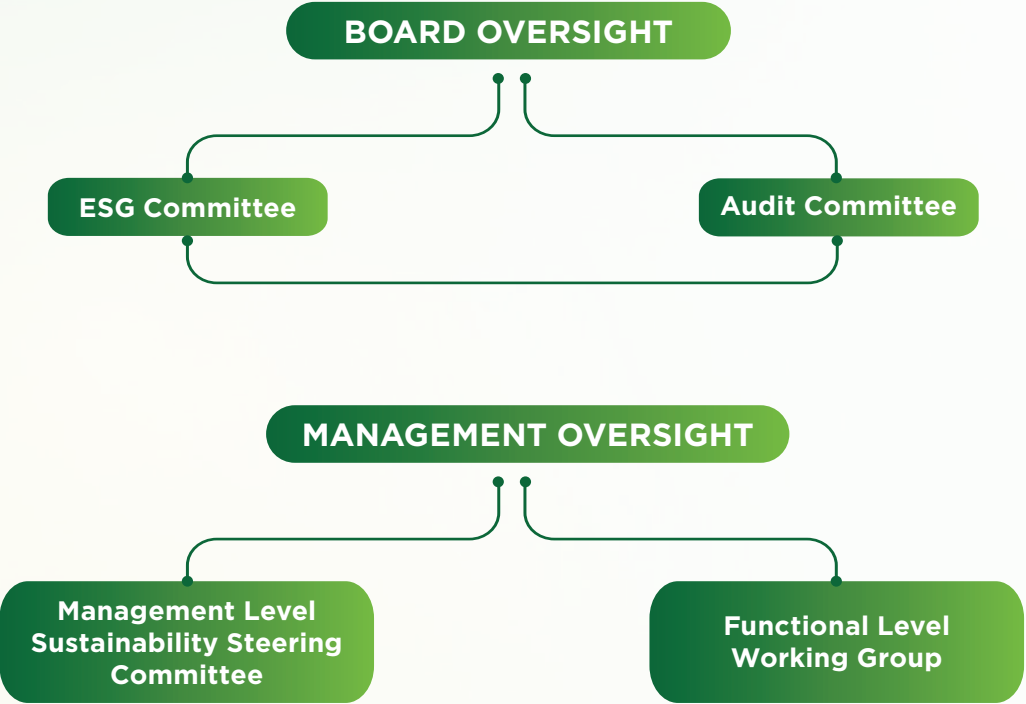 BOARD OVERSIGHT
ESG Committee
Audit Committee
MANAGEMENT OVERSIGHT
Management Level
Sustainability Steering
Committee
Functional Level
Working Group